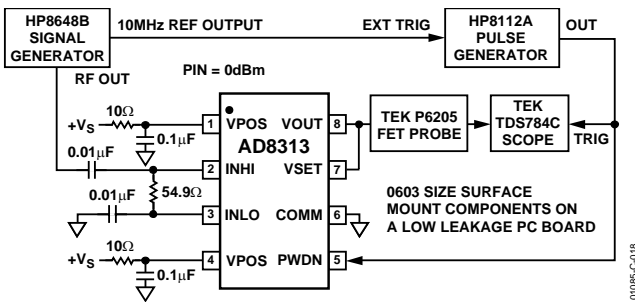 HP8648B
SIGNAL
GENERATOR
10MHz REF OUTPUT
EXT TRIG
HP8112A
PULSE
GENERATOR
OUT
RF OUT
PIN = 0dBm
+VS
10Ω
0.1µF
0.01µF
0.01µF
54.9Ω
+VS
10Ω
0.1µF
AD8313
1 VPOS VOUT 8
2 INHI VSET 7
3 INLO COMM 6
4 VPOS PWDN 5
TEK P6205
FET PROBE
TEK
TDS784C
SCOPE
TRIG
0603 SIZE SURFACE
MOUNT COMPONENTS ON
A LOW LEAKAGE PC BOARD
01085-C-018